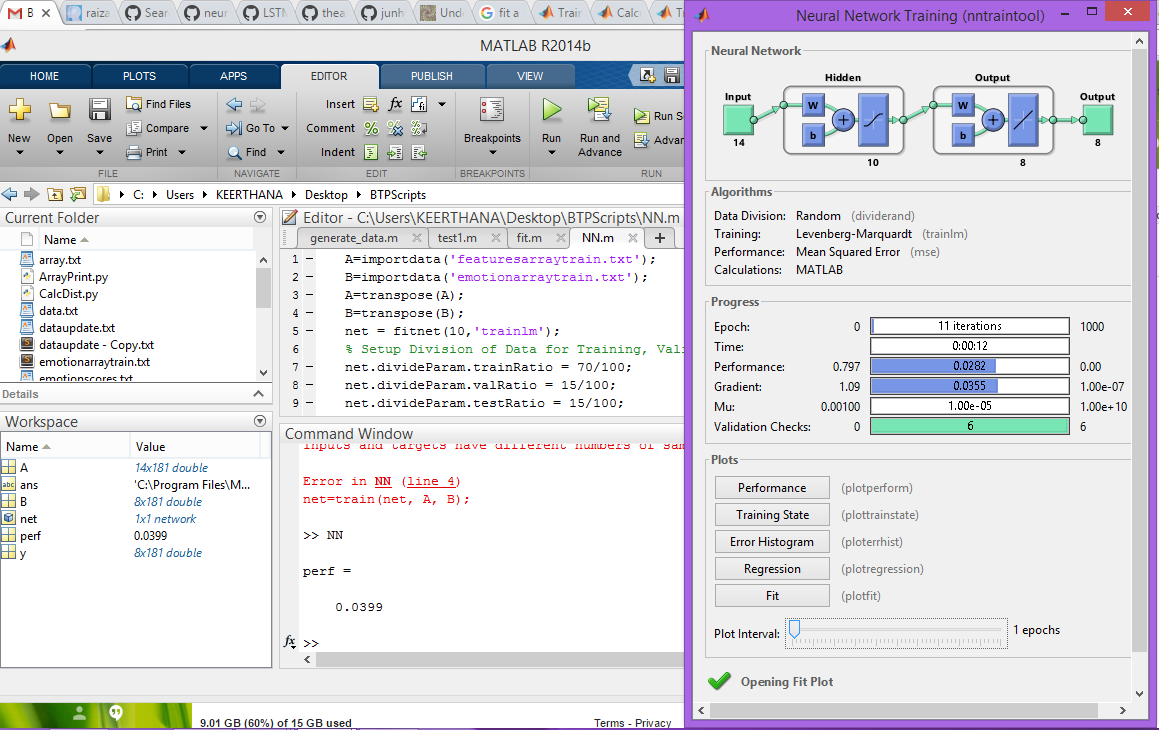 B
raiza
Sear
neur
LSTM
thea
junh
Und
fit a
Train
Calc
MATLAB R2014b
HOME PLOTS APPS EDITOR PUBLISH VIEW
New Open Save Find Files Compare Print
Go To Find
Insert Comment Indent
fx
Breakpoints Run Run and Advance Run S Advan
FILE NAVIGATE EDIT BREAKPOINTS RUN
C: Users KEERTHANA Desktop BTPScripts
Current Folder
Name
array.txt
ArrayPrint.py
CalcDist.py
data.txt
dataupdate.txt
dataupdate - Copy.txt
emotionarraytrain.txt
emotionscores.txt
Details
Workspace
Name Value
A 14x181 double
ans 'C:\Program Files\M...
B 8x181 double
net 1x1 network
perf 0.0399
y 8x181 double
Editor - C:\Users\KEERTHANA\Desktop\BTPScripts\NN.m
generate_data.m test1.m fit.m NN.m +
1 – A=importdata('featuresarraytrain.txt');
2 – B=importdata('emotionarraytrain.txt');
3 – A=transpose(A);
4 – B=transpose(B);
5 – net = fitnet(10,'trainlm');
6 % Setup Division of Data for Training, Vali
7 – net.divideParam.trainRatio = 70/100;
8 – net.divideParam.valRatio = 15/100;
9 – net.divideParam.testRatio = 15/100;
Command Window
Inputs and targets have different numbers of sam
Error in NN (line 4)
net=train(net, A, B);
>> NN
perf =
0.0399
fx >>
9.01 GB (60%) of 15 GB used
Terms - Privacy
Neural Network Training (nntraintool)
Neural Network
Hidden Output
Input W b W b Output
14 10 8 8
Algorithms
Data Division: Random (dividerand)
Training: Levenberg-Marquardt (trainlm)
Performance: Mean Squared Error (mse)
Calculations: MATLAB
Progress
Epoch: 0 11 iterations 1000
Time: 0:00:12
Performance: 0.797 0.0282 0.00
Gradient: 1.09 0.0355 1.00e-07
Mu: 0.00100 1.00e-05 1.00e+10
Validation Checks: 0 6 6
Plots
Performance (plotperform)
Training State (plottrainstate)
Error Histogram (ploterrhist)
Regression (plotregression)
Fit (plotfit)
Plot Interval: 1 epochs
Opening Fit Plot